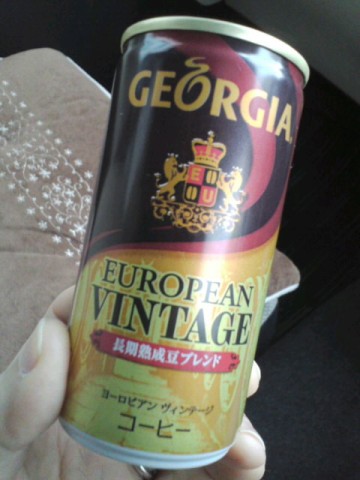 GEORGIA
E
O U
EUROPEAN
VINTAGE
長期熟成豆ブレンド
ヨーロピアン ヴィンテージ
コーヒー